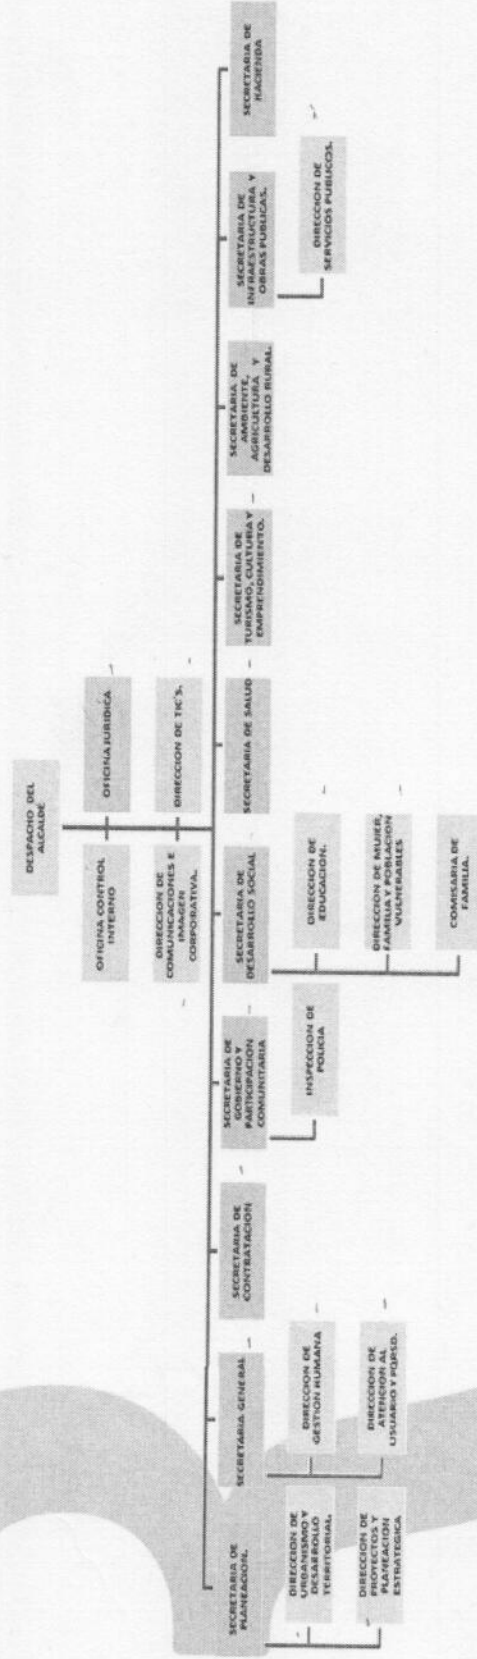 DESPACHO DEL
ALCALDE
OFICINA CONTROL
INTERNO
OFICINA JURIDICA
DIRECCION DE
COMUNICACIONES E
IMAGEN
CORPORATIVA.
DIRECCION DE TIC'S.
SECRETARIA DE
PLANEACION.
DIRECCION DE
URBANISMO Y
DESARROLLO
TERRITORIAL.
DIRECCION DE
PROYECTOS Y
PLANEACION
ESTRATEGICA
SECRETARIA GENERAL
DIRECCION DE
GESTION HUMANA
DIRECCION DE
ATENCION AL
USUARIO Y PQRSD.
SECRETARIA DE
CONTRATACION
SECRETARIA DE
GOBIERNO Y
PARTICIPACION
COMUNITARIA
INSPECCION DE
POLICIA
SECRETARIA DE
DESARROLLO SOCIAL
DIRECCION DE
EDUCACION.
DIRECCION DE MUJER,
FAMILIA Y POBLACION
VULNERABLES
COMISARIA DE
FAMILIA.
SECRETARIA DE SALUD
SECRETARIA DE
TURISMO, CULTURA Y
EMPRENDIMIENTO.
SECRETARIA DE
AMBIENTE,
AGRICULTURA Y
DESARROLLO RURAL.
SECRETARIA DE
INFRAESTRUCTURA Y
OBRAS PUBLICAS.
DIRECCION DE
SERVICIOS PUBLICOS.
SECRETARIA DE
HACIENDA